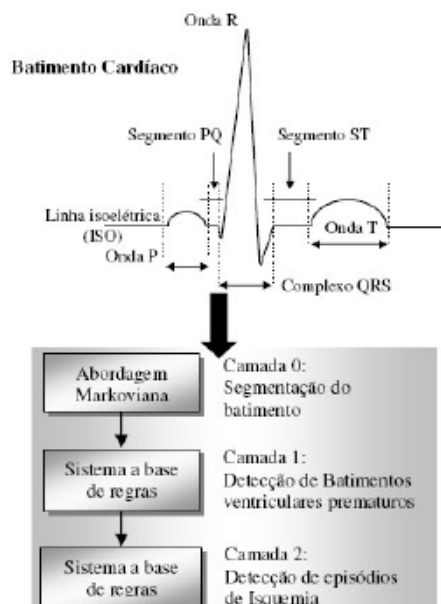 Onda R
Batimento Cardíaco
Segmento PQ
Segmento ST
Linha isoelétrica
(ISO)
Onda P
Onda T
Complexo QRS
Abordagem
Markoviana
Camada 0:
Segmentação do
batimento
Sistema a base
de regras
Camada 1:
Detecção de Batimentos
ventriculares prematuros
Sistema a base
de regras
Camada 2:
Detecção de episódios
de Isquemia